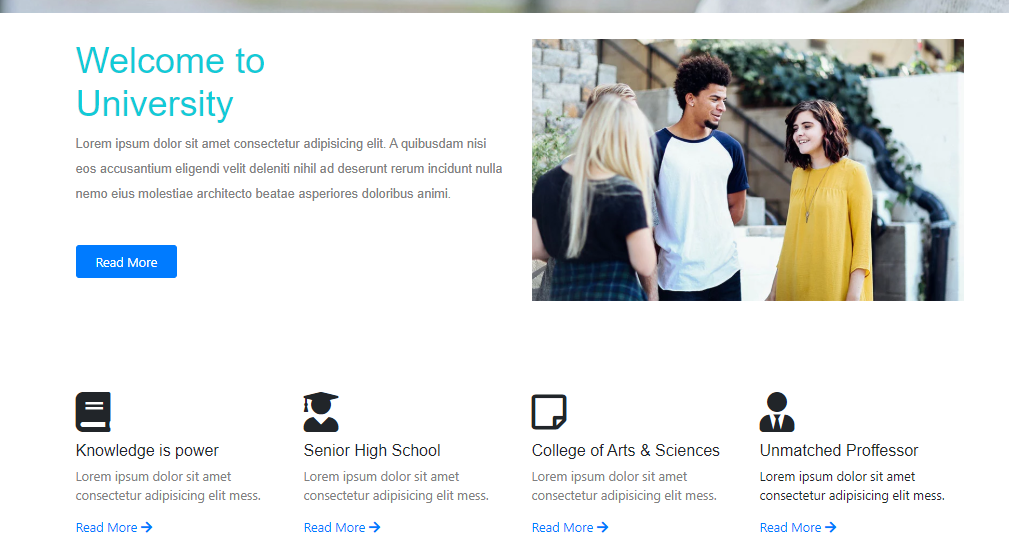 Welcome to
University
Lorem ipsum dolor sit amet consectetur adipisicing elit. A quibusdam nisi
eos accusantium eligendi velit deleniti nihil ad deserunt rerum incidunt nulla
nemo eius molestiae architecto beatae asperiores doloribus animi.
Read More
Knowledge is power
Lorem ipsum dolor sit amet
consectetur adipisicing elit mess.
Read More
Senior High School
Lorem ipsum dolor sit amet
consectetur adipisicing elit mess.
Read More
College of Arts & Sciences
Lorem ipsum dolor sit amet
consectetur adipisicing elit mess.
Read More
Unmatched Proffessor
Lorem ipsum dolor sit amet
consectetur adipisicing elit mess.
Read More